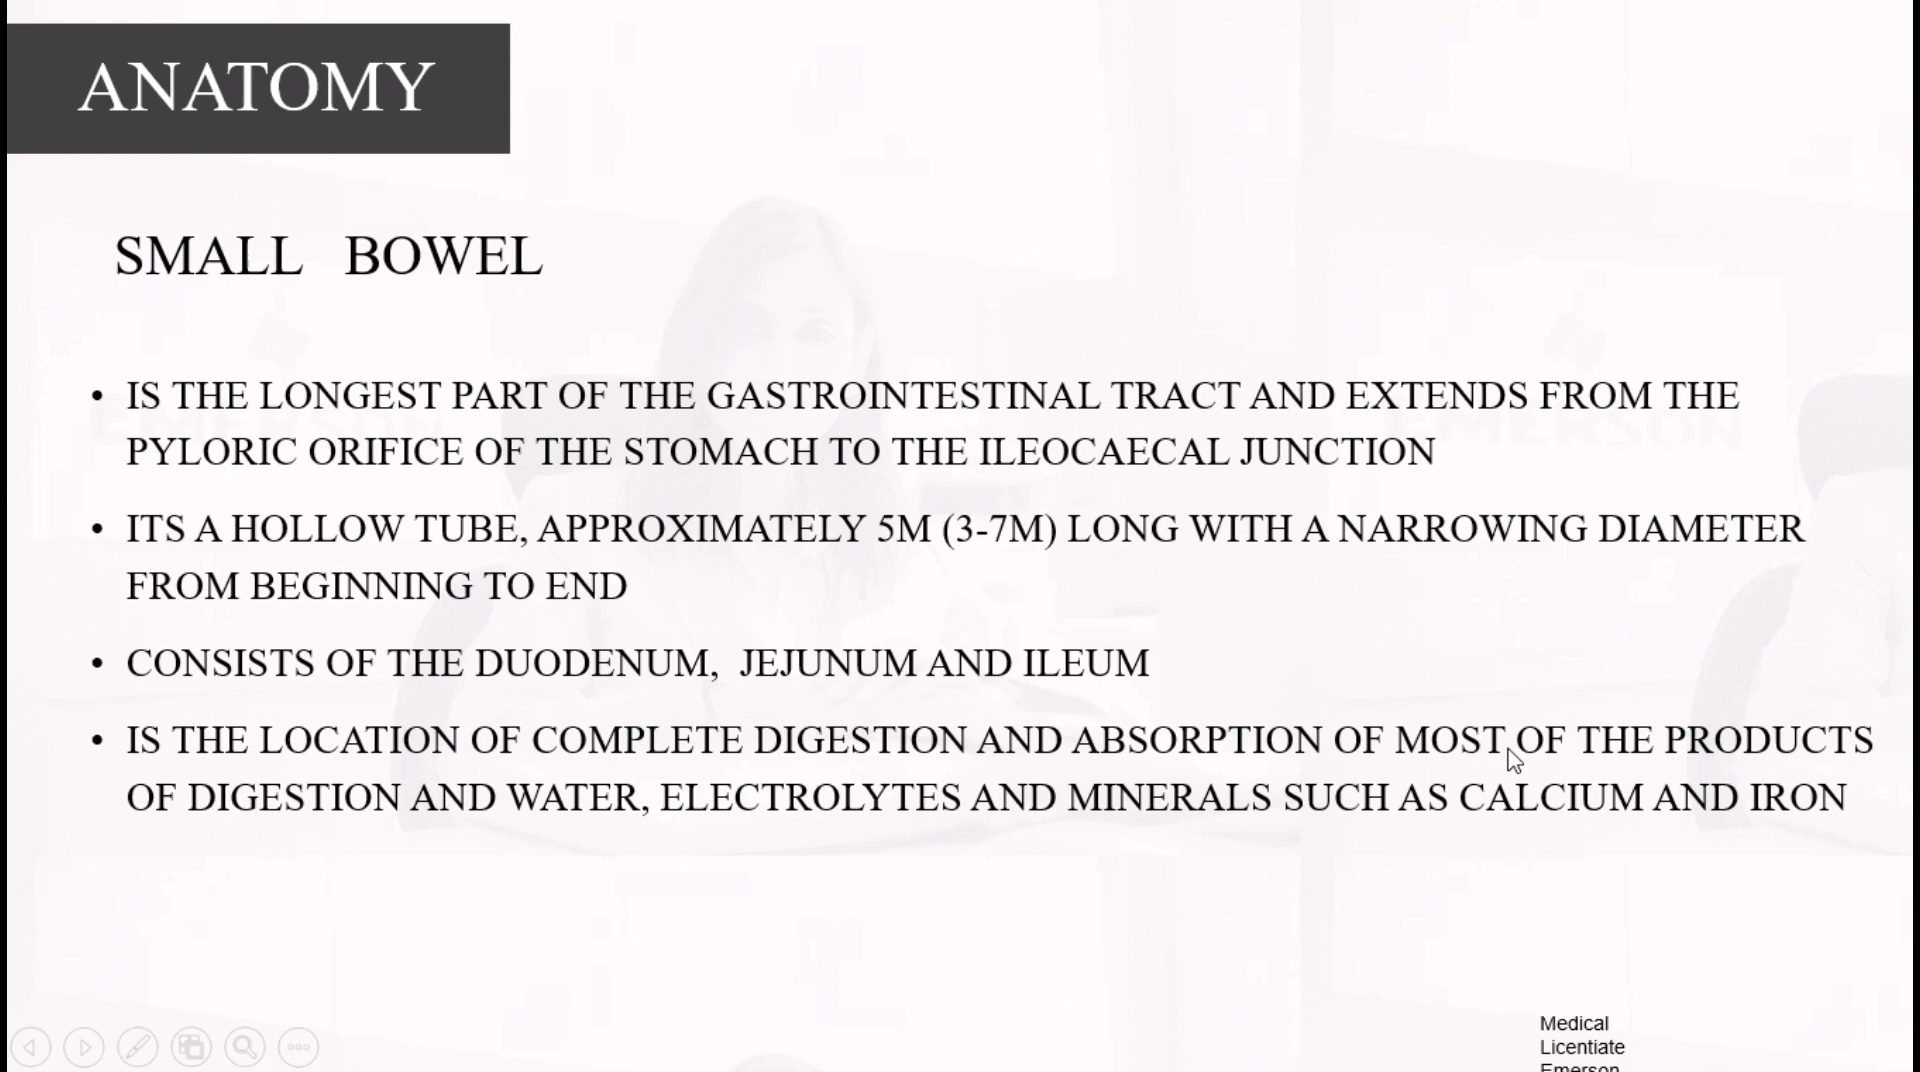 ANATOMY
SMALL BOWEL
• IS THE LONGEST PART OF THE GASTROINTESTINAL TRACT AND EXTENDS FROM THE
PYLORIC ORIFICE OF THE STOMACH TO THE ILEOCAECAL JUNCTION
• ITS A HOLLOW TUBE, APPROXIMATELY 5M (3-7M) LONG WITH A NARROWING DIAMETER
FROM BEGINNING TO END
• CONSISTS OF THE DUODENUM, JEJUNUM AND ILEUM
• IS THE LOCATION OF COMPLETE DIGESTION AND ABSORPTION OF MOST OF THE PRODUCTS
OF DIGESTION AND WATER, ELECTROLYTES AND MINERALS SUCH AS CALCIUM AND IRON
EMERSON
EMERSON
Medical
Licentiate
Emerson